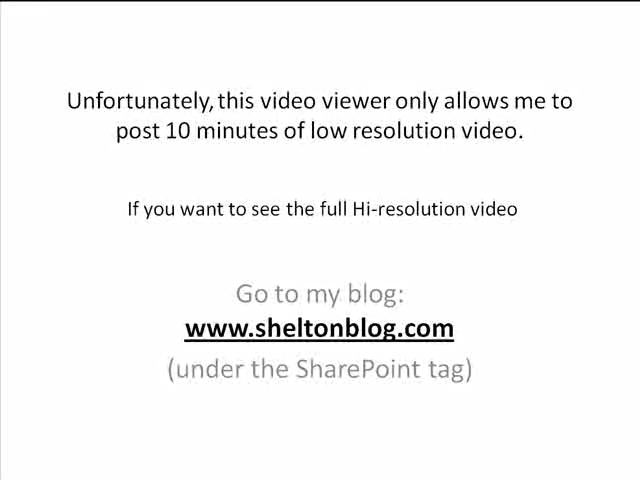 Unfortunately, this video viewer only allows me to
post 10 minutes of low resolution video.
If you want to see the full Hi-resolution video
Go to my blog:
www.sheltonblog.com
(under the SharePoint tag)